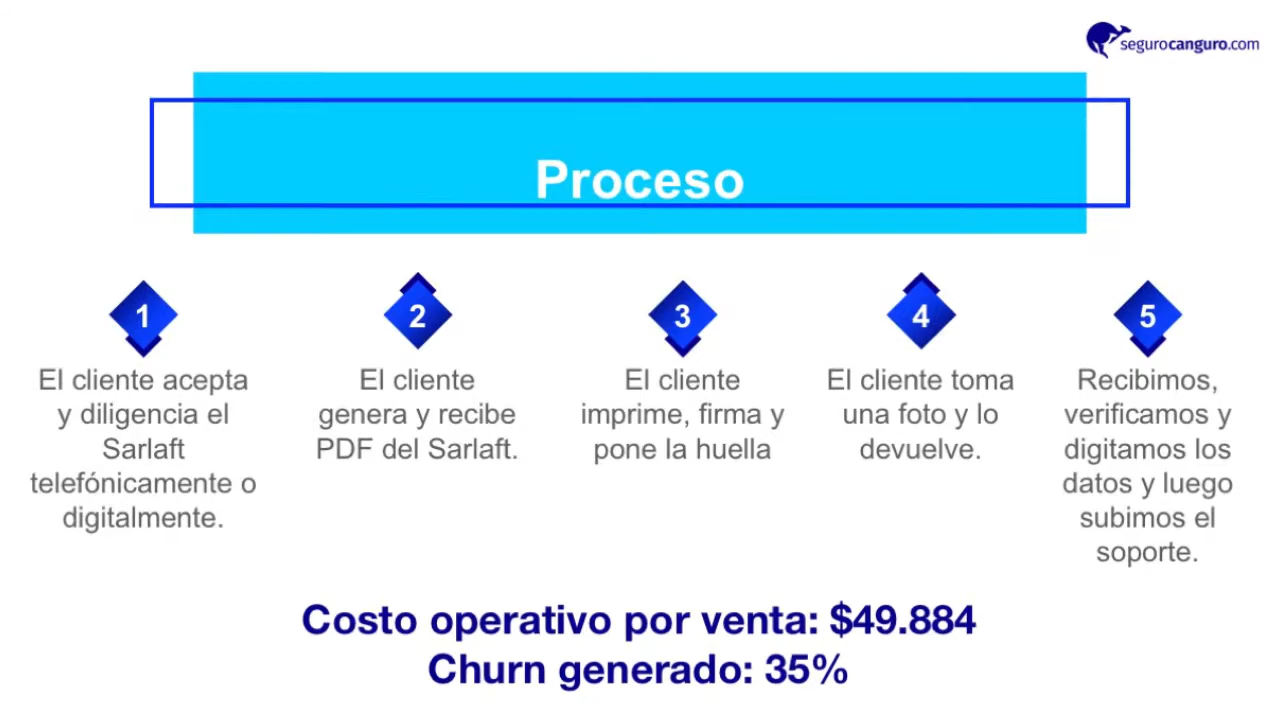 segurocanguro.com
Proceso
1
El cliente acepta
y diligencia el
Sarlaft
telefónicamente o
digitalmente.
2
El cliente
genera y recibe
PDF del Sarlaft.
3
El cliente
imprime, firma y
pone la huella
4
El cliente toma
una foto y lo
devuelve.
5
Recibimos,
verificamos y
digitamos los
datos y luego
subimos el
soporte.
Costo operativo por venta: $49.884
Churn generado: 35%